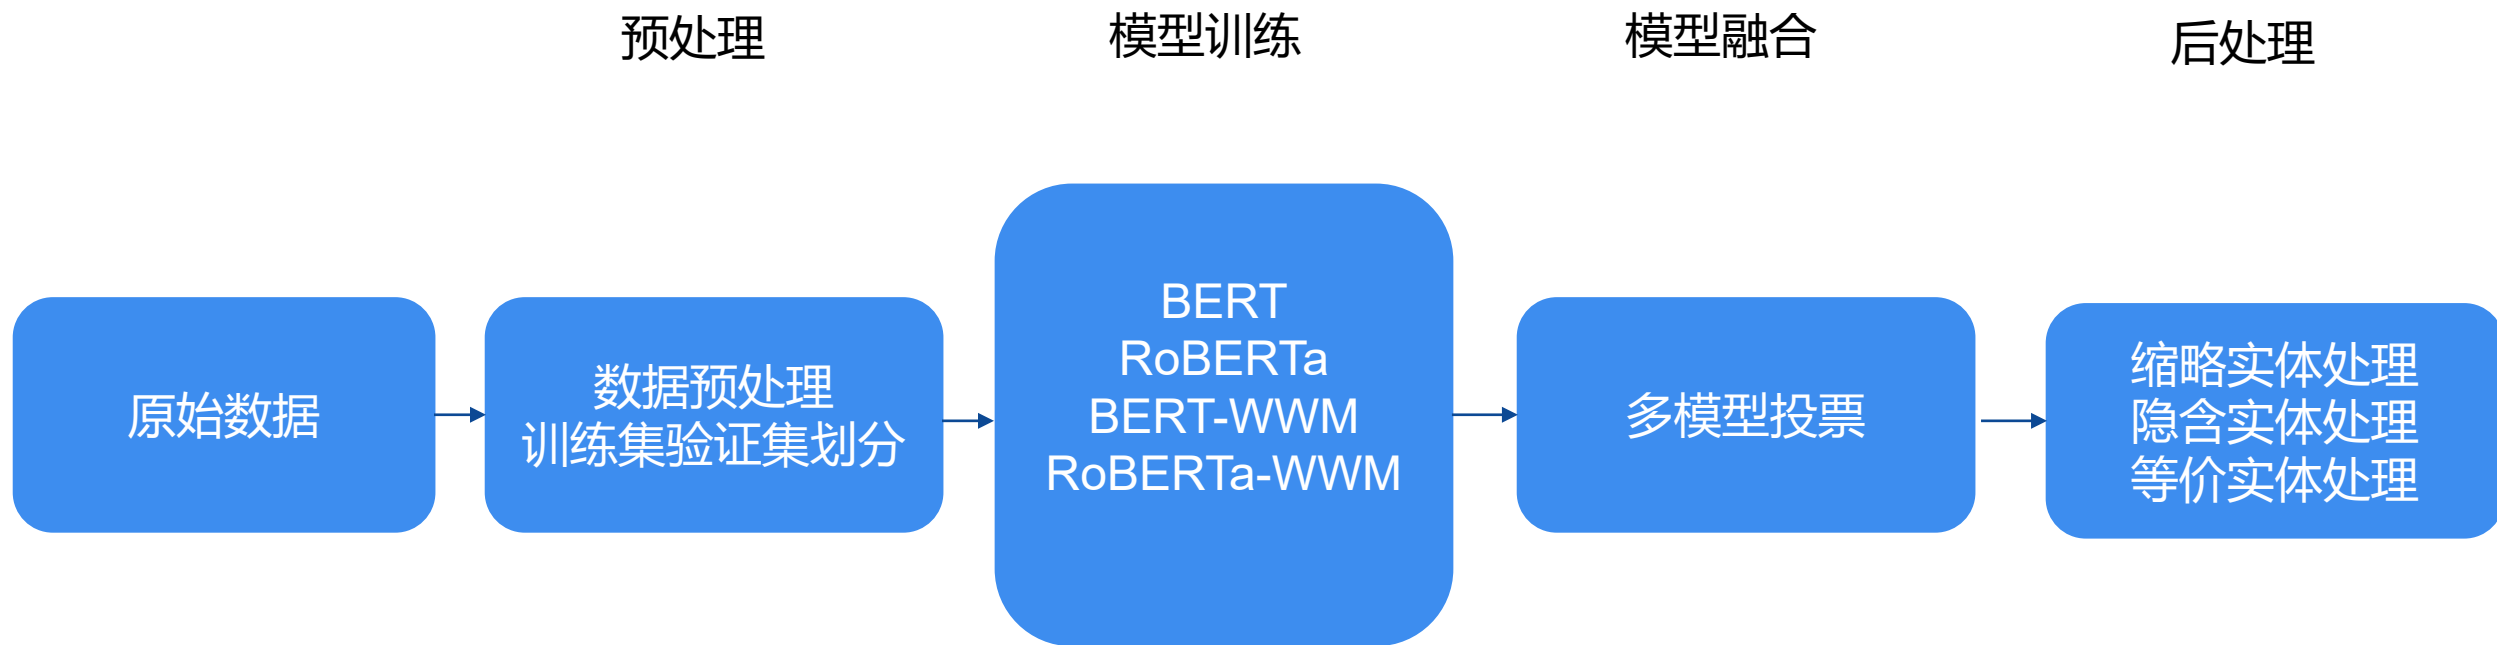 预处理
模型训练
模型融合
后处理
原始数据
数据预处理
训练集验证集划分
BERT
RoBERTa
BERT-WWM
RoBERTa-WWM
多模型投票
缩略实体处理
组合实体处理
等价实体处理